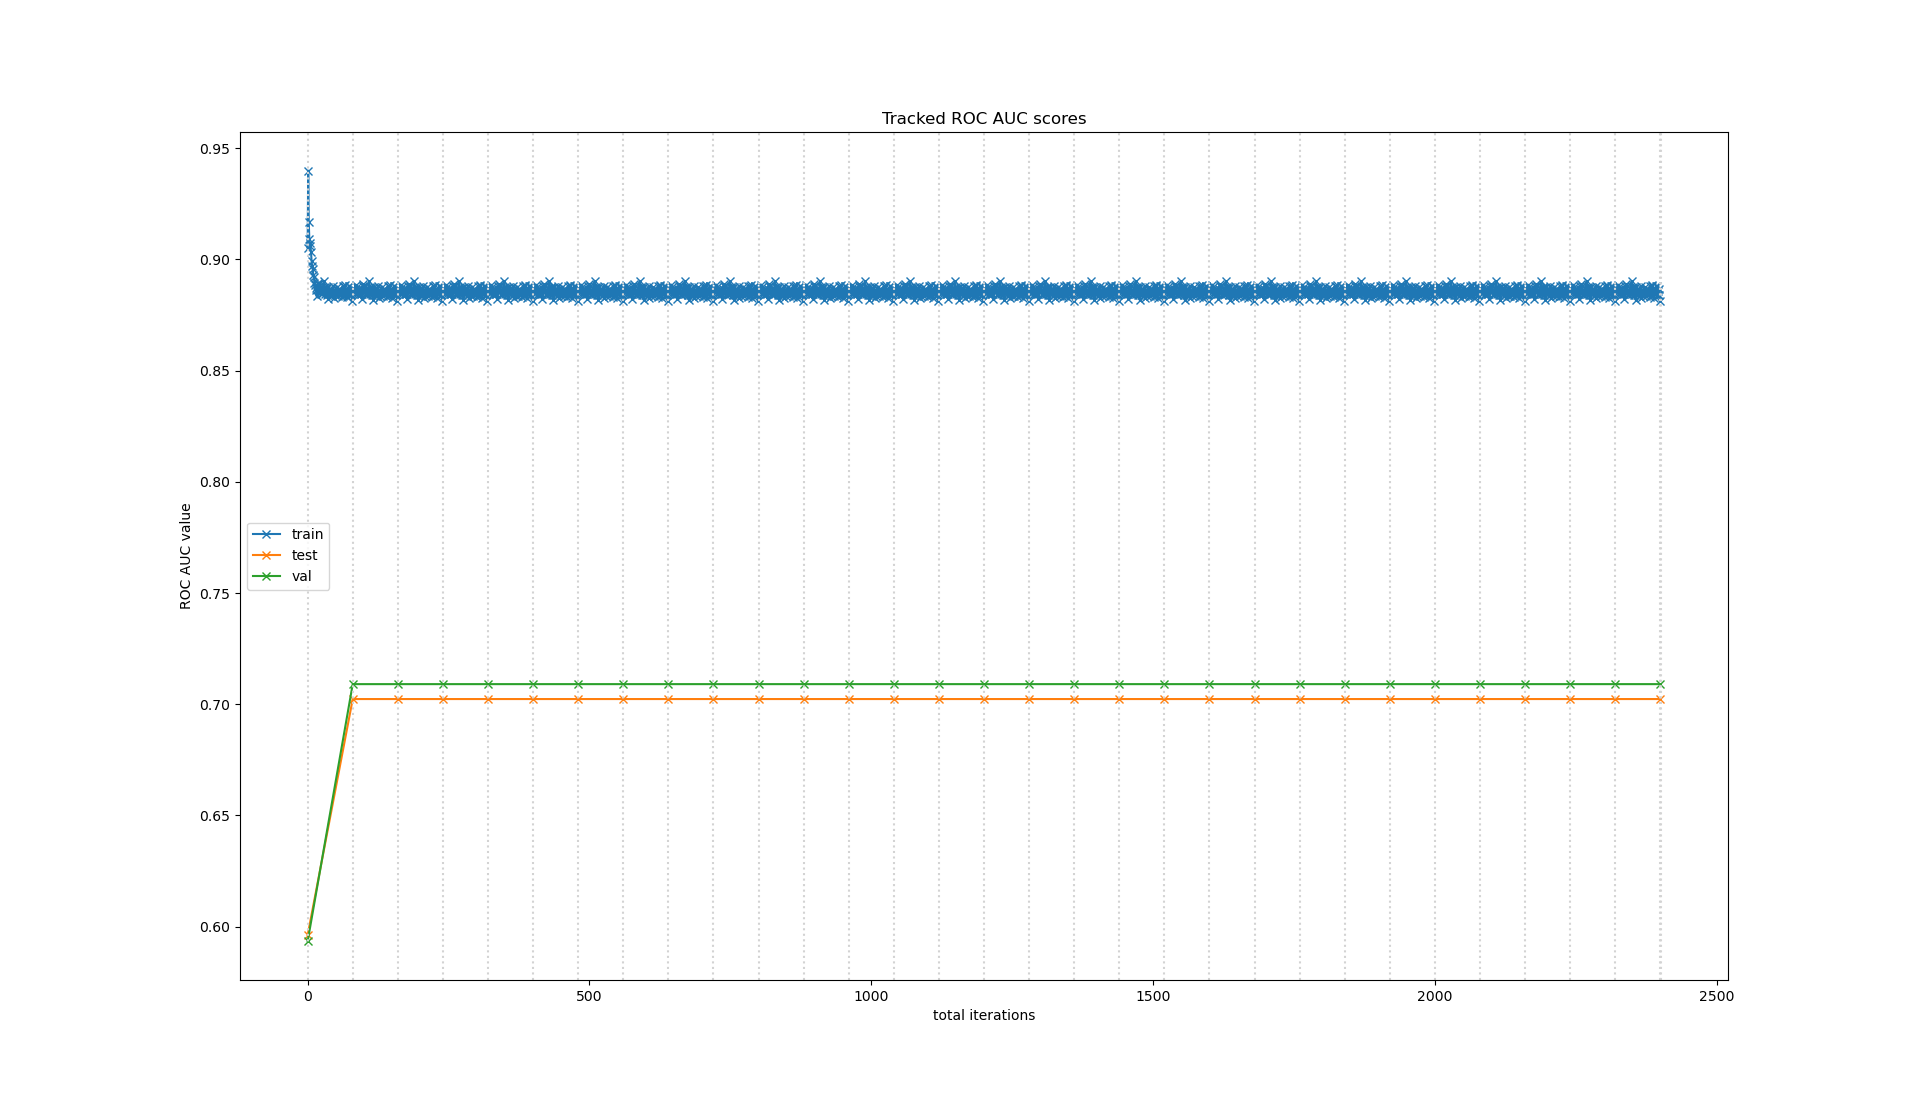 Tracked ROC AUC scores
ROC AUC value
0.95
0.90
0.85
0.80
0.75
0.70
0.65
0.60
train
test
val
0 500 1000 1500 2000 2500
total iterations